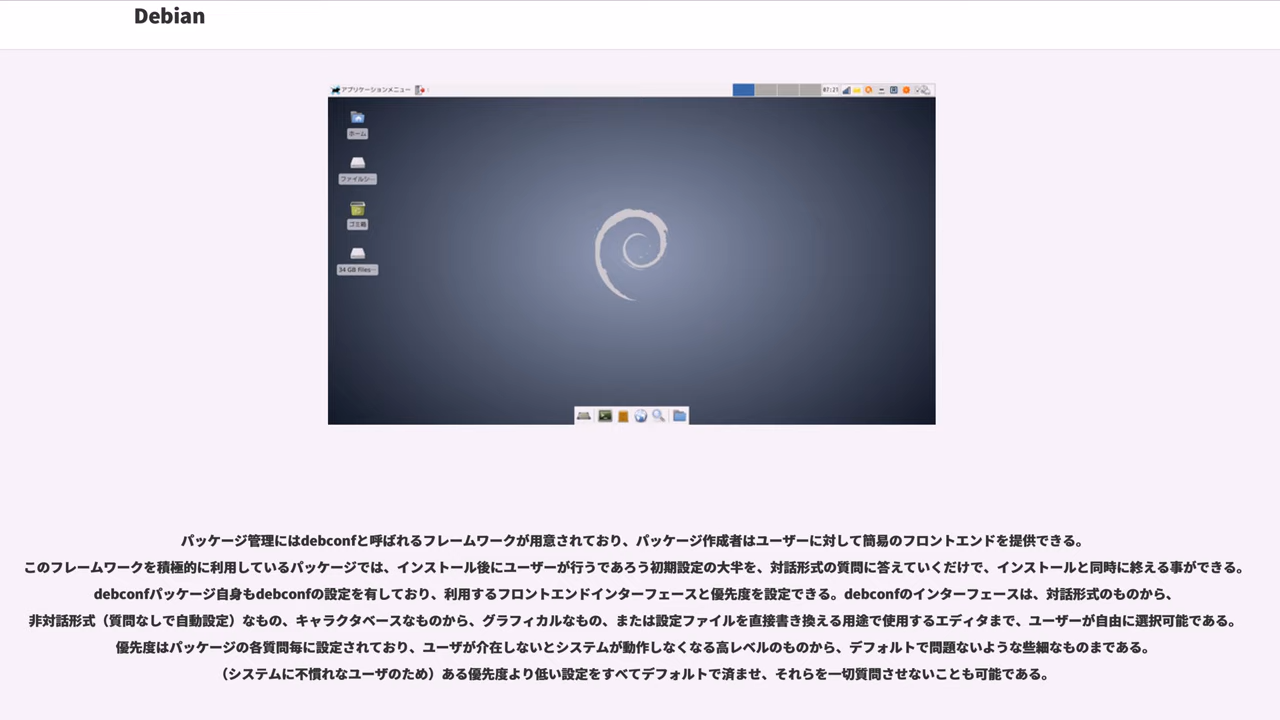 Debian
アプリケーションメニュー
07:21
ホーム
ファイルシ…
ゴミ箱
34 GB Files…
パッケージ管理にはdebconfと呼ばれるフレームワークが用意されており、パッケージ作成者はユーザーに対して簡易のフロントエンドを提供できる。
このフレームワークを積極的に利用しているパッケージでは、インストール後にユーザーが行うであろう初期設定の大半を、対話形式の質問に答えていくだけで、インストールと同時に終える事ができる。
debconfパッケージ自身もdebconfの設定を有しており、利用するフロントエンドインターフェースと優先度を設定できる。debconfのインターフェースは、対話形式のものから、
非対話形式（質問なしで自動設定）なもの、キャラクタベースなものから、グラフィカルなもの、または設定ファイルを直接書き換える用途で使用するエディタまで、ユーザーが自由に選択可能である。
優先度はパッケージの各質問毎に設定されており、ユーザが介在しないとシステムが動作しなくなる高レベルのものから、デフォルトで問題ないような些細なものまである。
（システムに不慣れなユーザのため）ある優先度より低い設定をすべてデフォルトで済ませ、それらを一切質問させないことも可能である。